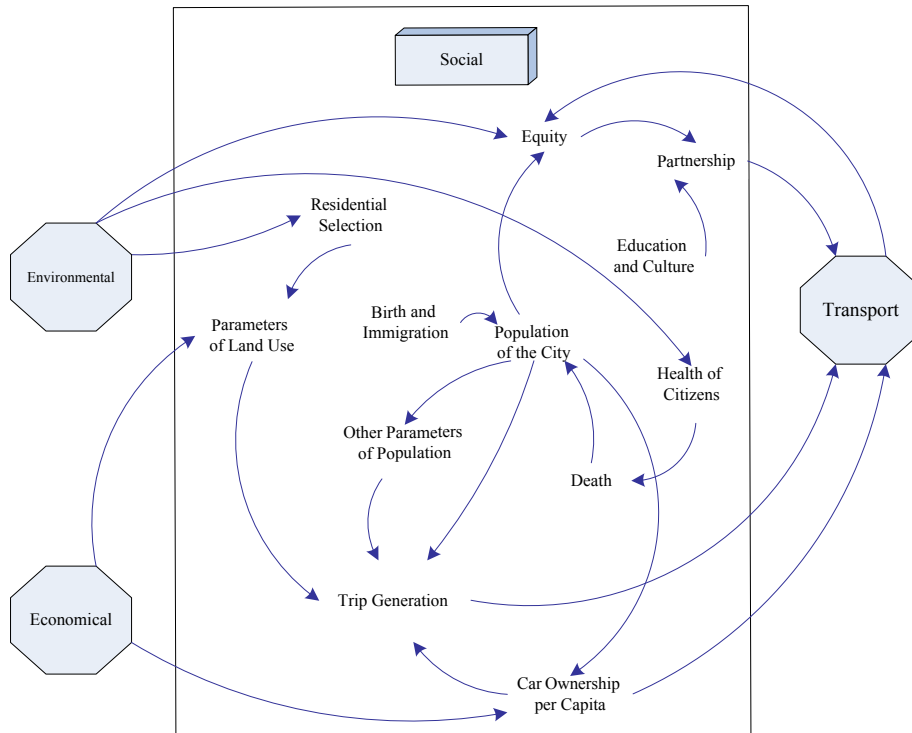 Social
Equity
Partnership
Residential
Selection
Education
and Culture
Environmental
Transport
Birth and
Immigration
Parameters
of Land Use
Population
of the City
Health of
Citizens
Other Parameters
of Population
Death
Trip Generation
Economical
Car Ownership
per Capita